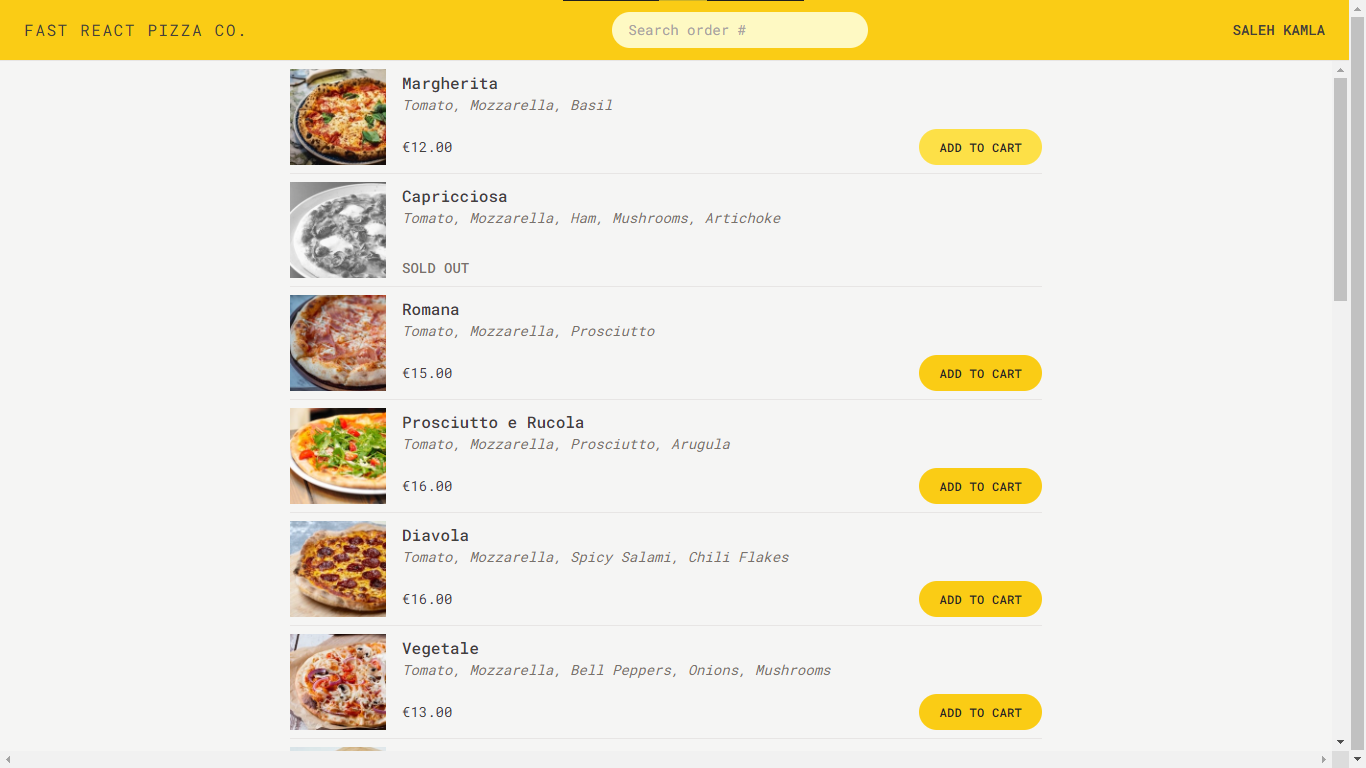 FAST REACT PIZZA CO.
Search order #
SALEH KAMLA
Margherita
Tomato, Mozzarella, Basil
€12.00
ADD TO CART
Capricciosa
Tomato, Mozzarella, Ham, Mushrooms, Artichoke
SOLD OUT
Romana
Tomato, Mozzarella, Prosciutto
€15.00
ADD TO CART
Prosciutto e Rucola
Tomato, Mozzarella, Prosciutto, Arugula
€16.00
ADD TO CART
Diavola
Tomato, Mozzarella, Spicy Salami, Chili Flakes
€16.00
ADD TO CART
Vegetale
Tomato, Mozzarella, Bell Peppers, Onions, Mushrooms
€13.00
ADD TO CART